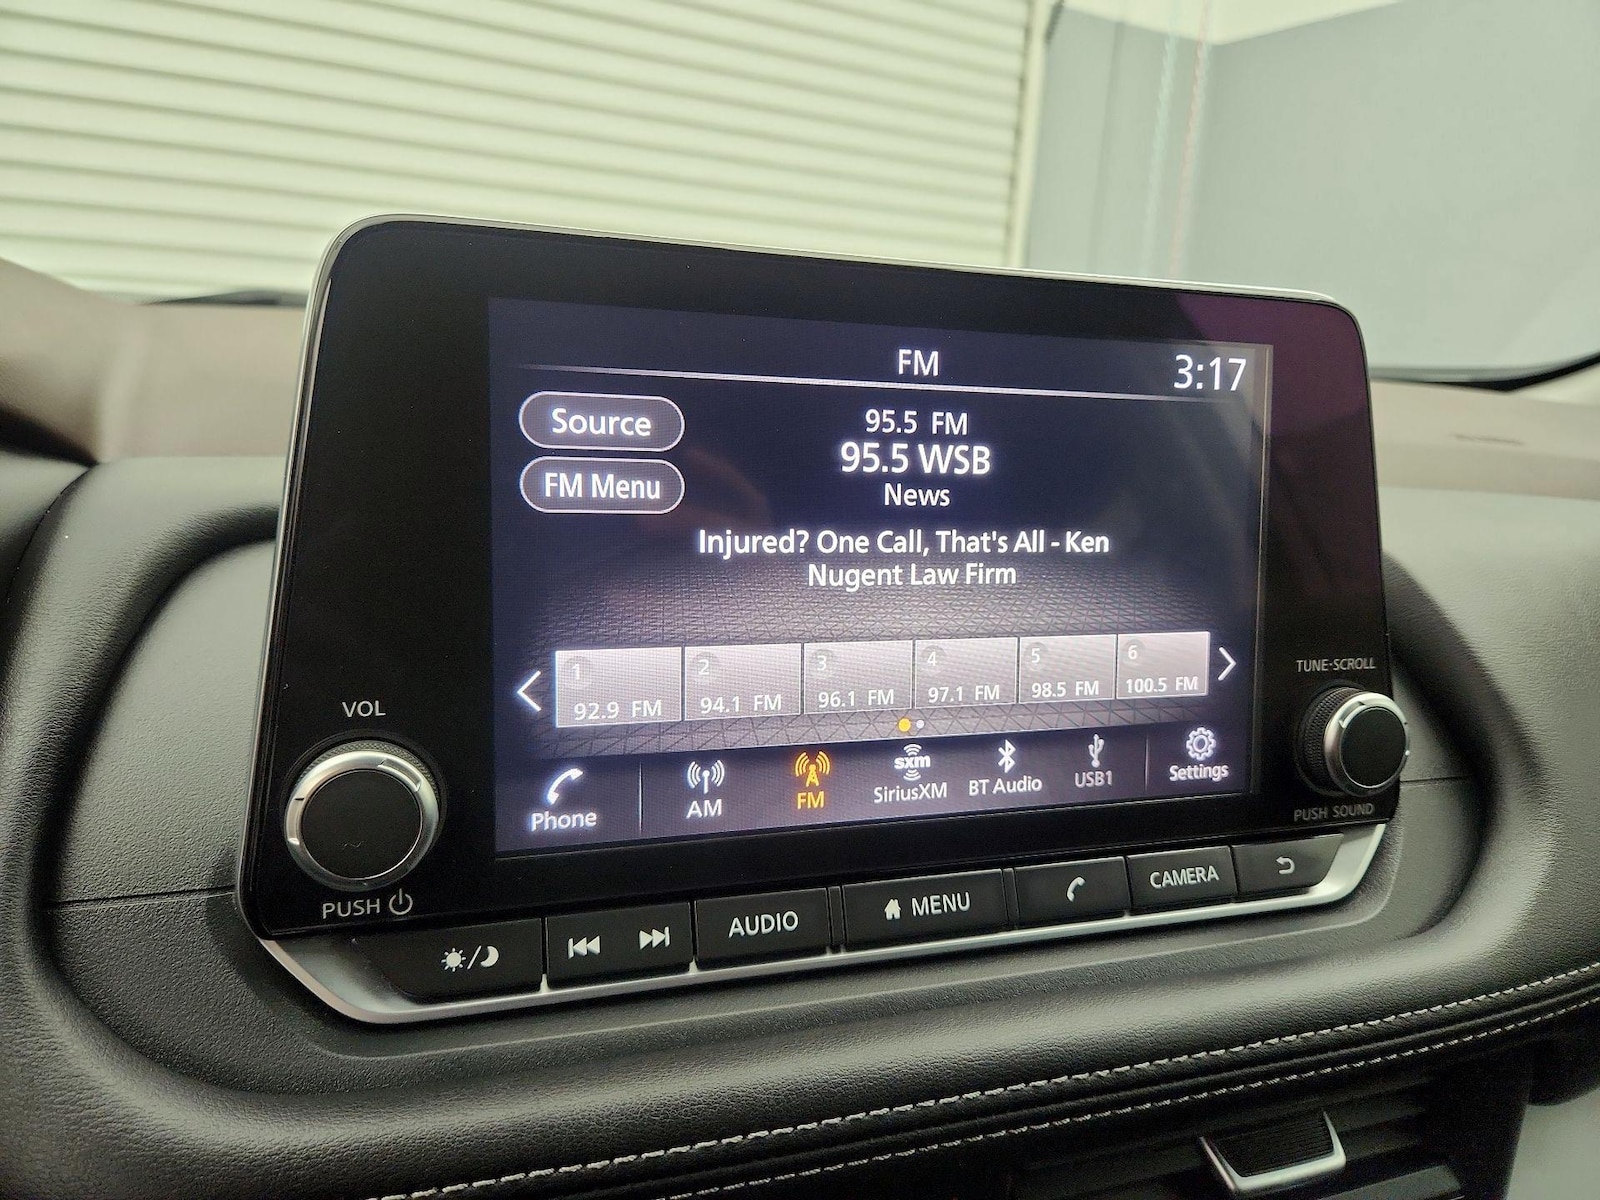 FM
3:17
Source
95.5 FM
95.5 WSB
FM Menu
News
Injured? One Call, That's All - Ken
Nugent Law Firm
1
2
3
4
5
6
92.9 FM
94.1 FM
96.1 FM
97.1 FM
98.5 FM
100.5 FM
Phone
AM
FM
sxm
SiriusXM
BT Audio
USB1
Settings
VOL
PUSH
TUNE·SCROLL
PUSH SOUND
AUDIO
MENU
CAMERA